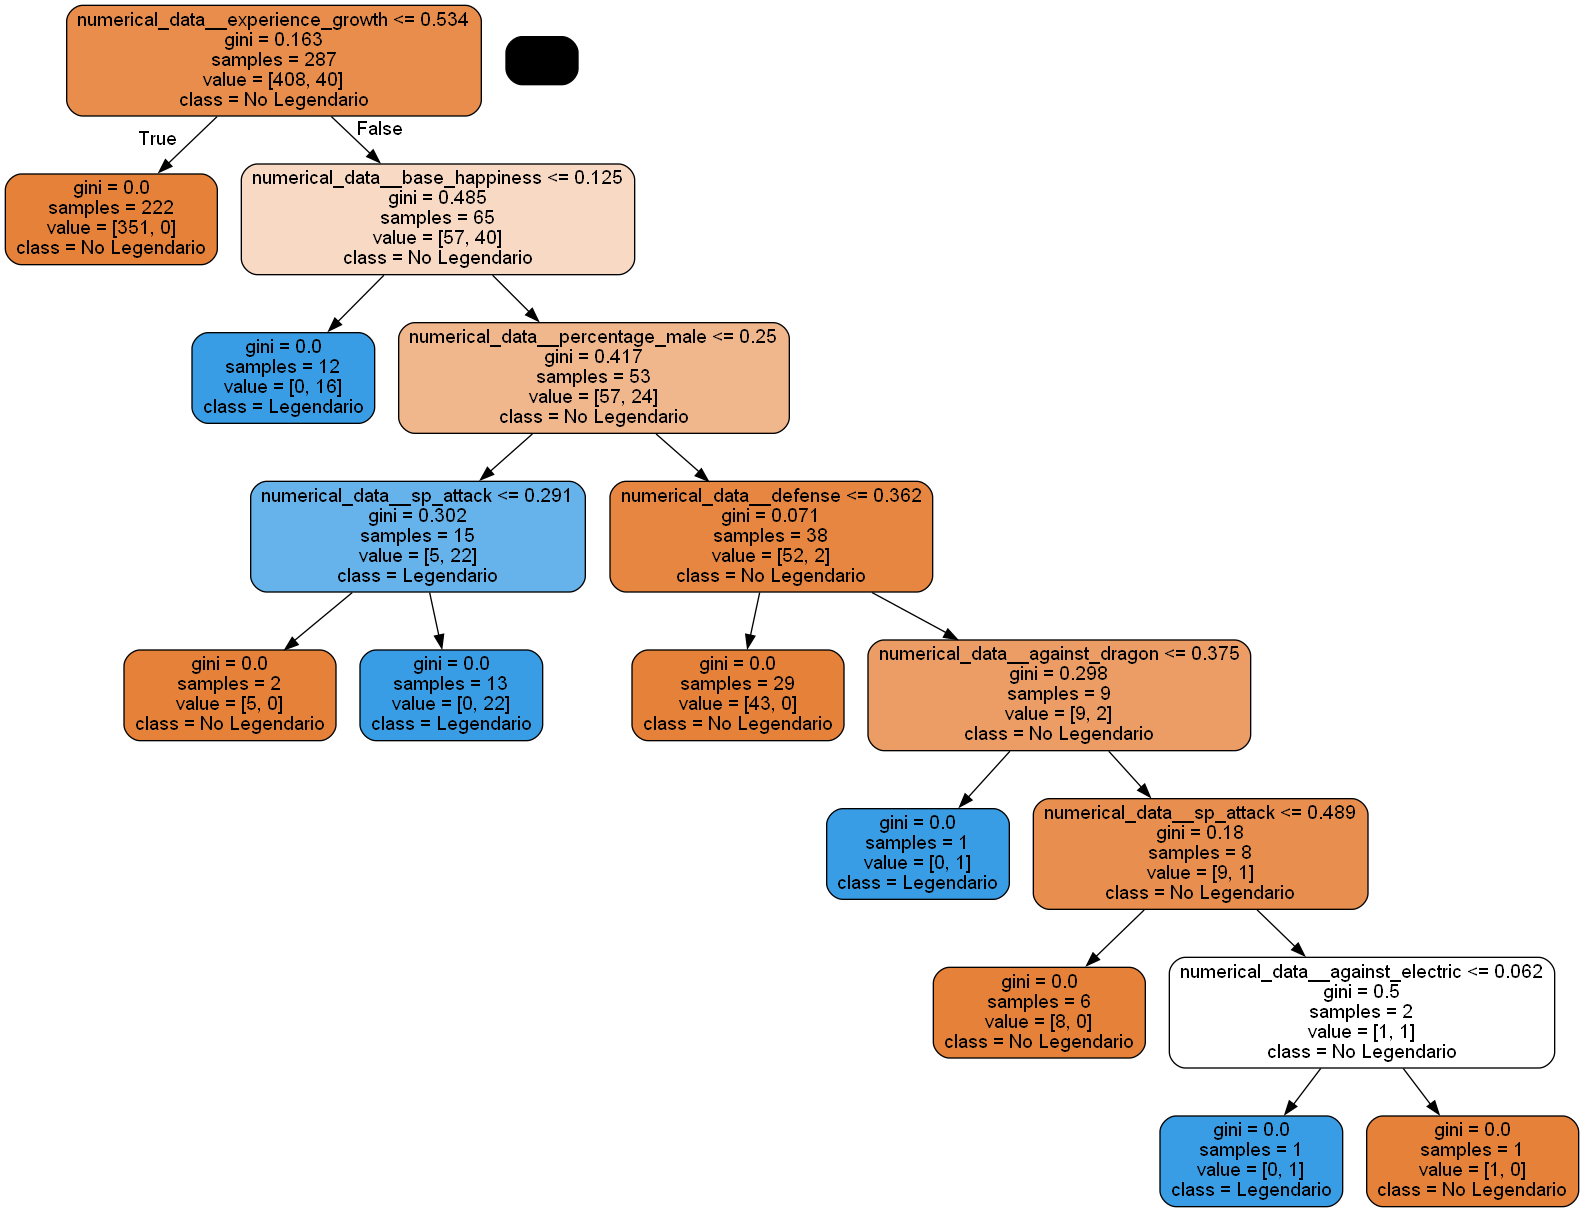 numerical_data__experience_growth <= 0.534
gini = 0.163
samples = 287
value = [408, 40]
class = No Legendario
True
False
gini = 0.0
samples = 222
value = [351, 0]
class = No Legendario
numerical_data__base_happiness <= 0.125
gini = 0.485
samples = 65
value = [57, 40]
class = No Legendario
gini = 0.0
samples = 12
value = [0, 16]
class = Legendario
numerical_data__percentage_male <= 0.25
gini = 0.417
samples = 53
value = [57, 24]
class = No Legendario
numerical_data__sp_attack <= 0.291
gini = 0.302
samples = 15
value = [5, 22]
class = Legendario
numerical_data__defense <= 0.362
gini = 0.071
samples = 38
value = [52, 2]
class = No Legendario
gini = 0.0
samples = 2
value = [5, 0]
class = No Legendario
gini = 0.0
samples = 13
value = [0, 22]
class = Legendario
gini = 0.0
samples = 29
value = [43, 0]
class = No Legendario
numerical_data__against_dragon <= 0.375
gini = 0.298
samples = 9
value = [9, 2]
class = No Legendario
gini = 0.0
samples = 1
value = [0, 1]
class = Legendario
numerical_data__sp_attack <= 0.489
gini = 0.18
samples = 8
value = [9, 1]
class = No Legendario
gini = 0.0
samples = 6
value = [8, 0]
class = No Legendario
numerical_data__against_electric <= 0.062
gini = 0.5
samples = 2
value = [1, 1]
class = No Legendario
gini = 0.0
samples = 1
value = [0, 1]
class = Legendario
gini = 0.0
samples = 1
value = [1, 0]
class = No Legendario